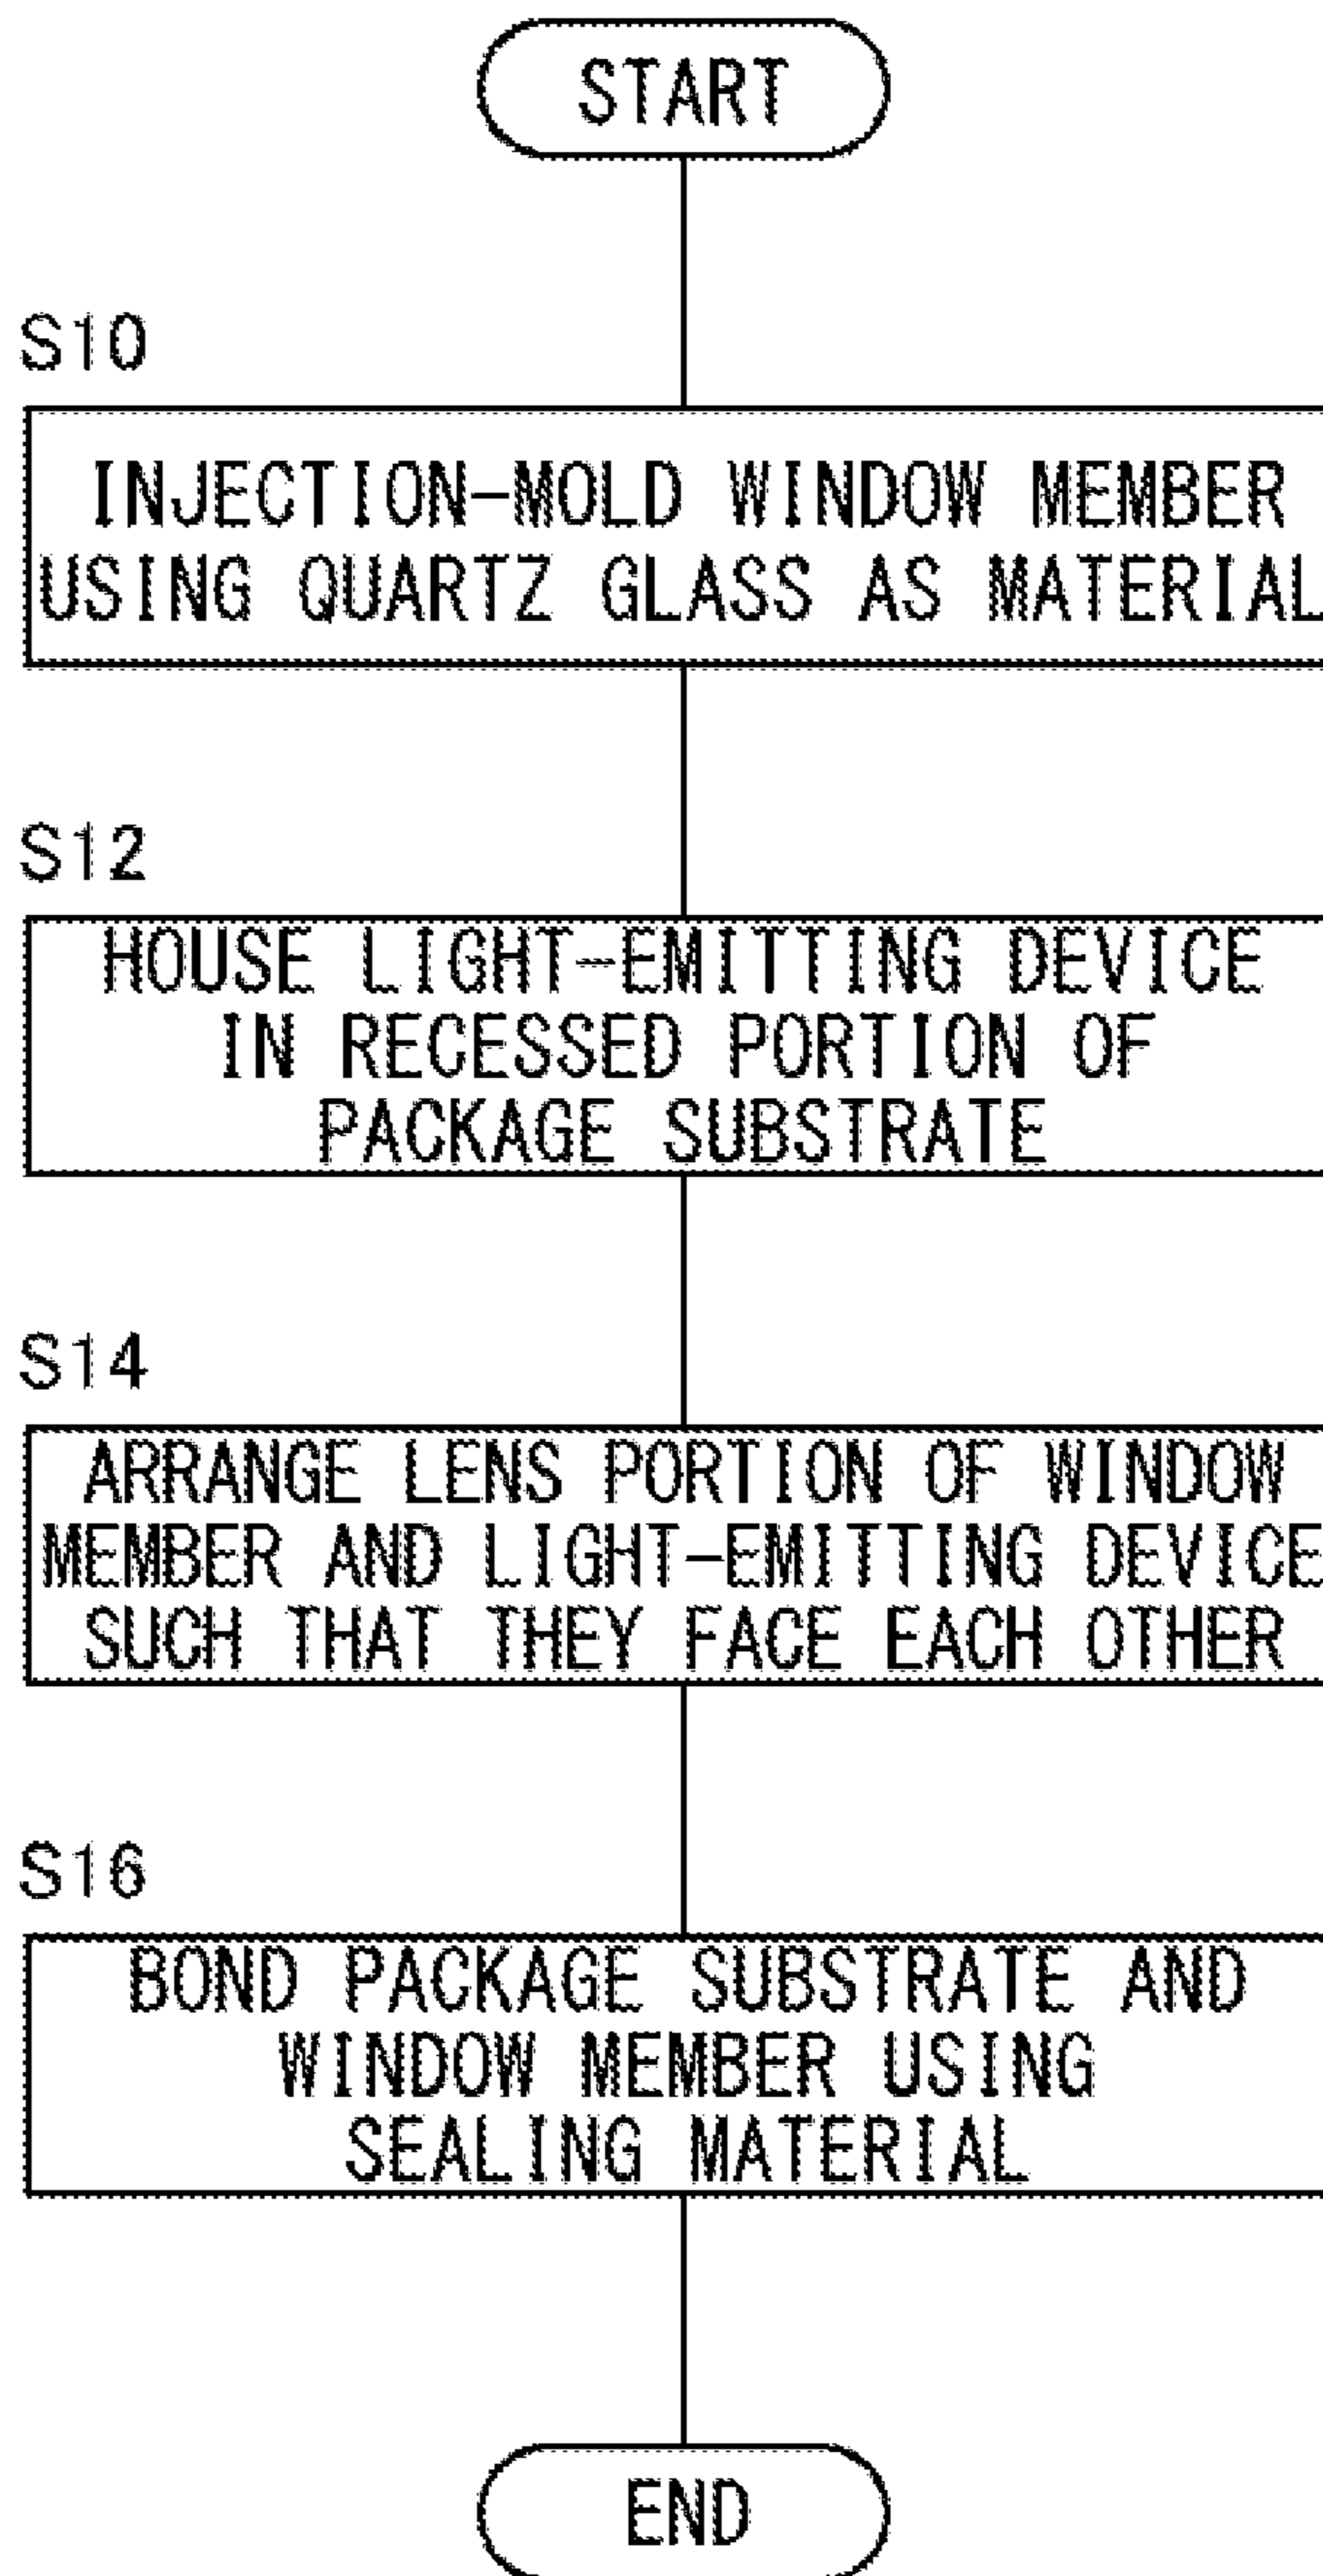 START
S10
INJECTION-MOLD WINDOW MEMBER
USING QUARTZ GLASS AS MATERIAL
S12
HOUSE LIGHT-EMITTING DEVICE
IN RECESSED PORTION OF
PACKAGE SUBSTRATE
S14
ARRANGE LENS PORTION OF WINDOW
MEMBER AND LIGHT-EMITTING DEVICE
SUCH THAT THEY FACE EACH OTHER
S16
BOND PACKAGE SUBSTRATE AND
WINDOW MEMBER USING
SEALING MATERIAL
END